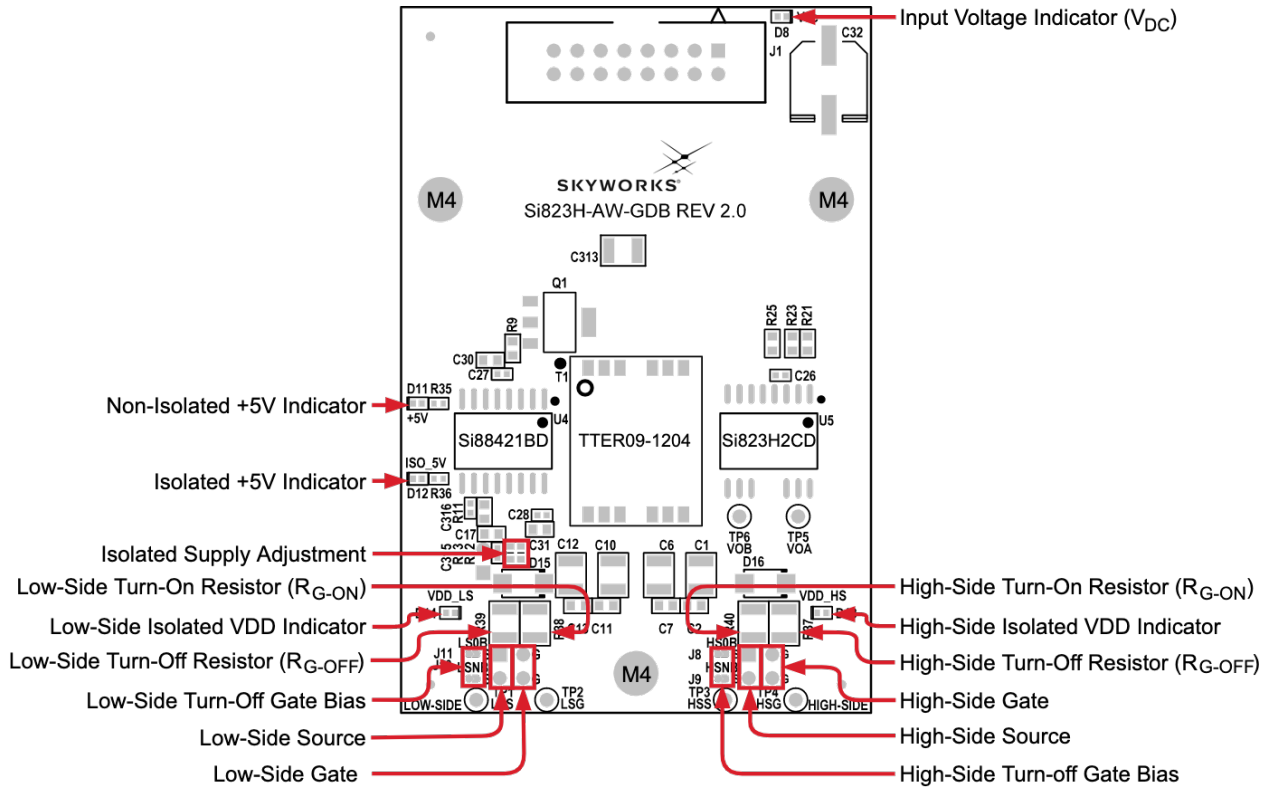 Input Voltage Indicator (VDC)
D8
C32
J1
SKYWORKS
M4
M4
Si823H-AW-GDB REV 2.0
C313
Q1
R9
R25
R23
R21
C30
C27
T1
C26
D11 R35
Non-Isolated +5V Indicator
+5V
U4
U5
Si88421BD
TTER09-1204
Si823H2CD
ISO_5V
Isolated +5V Indicator
D12 R36
C316
R11
C28
C17
TP6
VOB
TP5
VOA
Isolated Supply Adjustment
C31
C12
C10
C6
C1
D15
D16
Low-Side Turn-On Resistor (RG-ON)
High-Side Turn-On Resistor (RG-ON)
VDD_LS
VDD_HS
Low-Side Isolated VDD Indicator
High-Side Isolated VDD Indicator
C11
C7
Low-Side Turn-Off Resistor (RG-OFF)
High-Side Turn-Off Resistor (RG-OFF)
J11
J8
J9
M4
Low-Side Turn-Off Gate Bias
High-Side Gate
LOW-SIDE
TP2
LSG
TP3
HSS
TP4
HSG
HIGH-SIDE
Low-Side Source
High-Side Source
Low-Side Gate
High-Side Turn-off Gate Bias